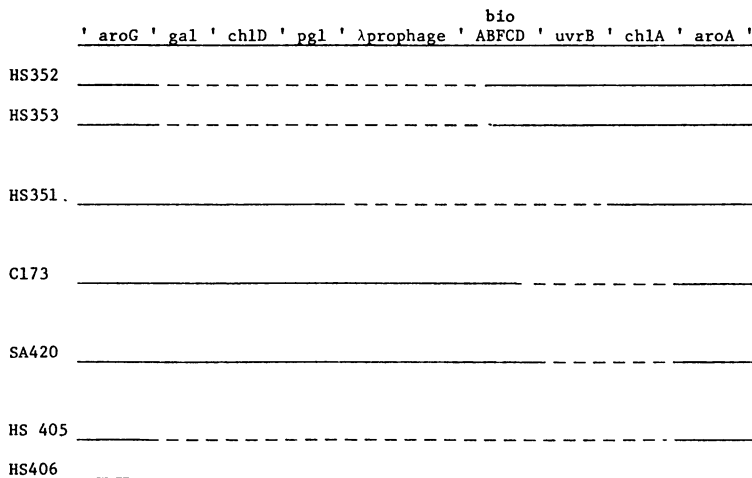 bio
' aroG ' gal ' chlD ' pgl ' λprophage ' ABFCD ' uvrB ' chlA ' aroA '
HS352
HS353
HS351.
C173
SA420
HS 405
HS406